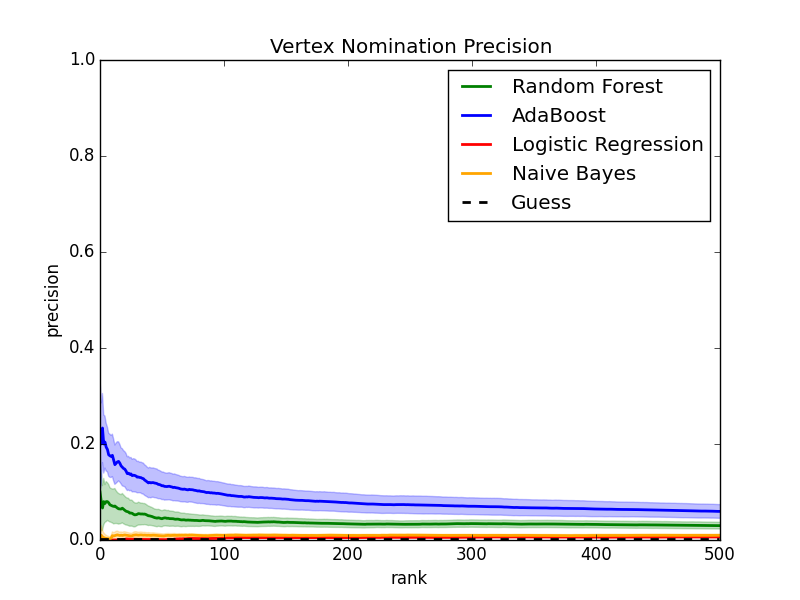 Vertex Nomination Precision
1.0
0.8
0.6
0.4
0.2
0.0
precision
Random Forest
AdaBoost
Logistic Regression
Naive Bayes
Guess
0 100 200 300 400 500
rank